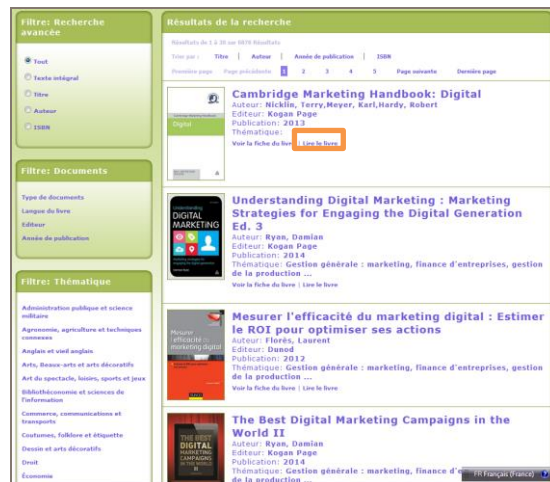 Filtre: Recherche
avancée
Tout
Texte intégral
Titre
Auteur
ISBN
Filtre: Documents
Type de documents
Langue du livre
Editeur
Année de publication
Filtre: Thématique
Administration publique et science
militaire
Agronomie, agriculture et techniques
connexes
Anglais et vieil anglais
Arts, Beaux-arts et arts décoratifs
Art du spectacle, loisirs, sports et jeux
Bibliothéconomie et sciences de
l'information
Commerce, communications et
transports
Coutumes, folklore et étiquette
Dessin et arts décoratifs
Droit
Économie
Résultats de la recherche
Trier par : Titre | Auteur | Année de publication | ISBN
Première page Page précédente 1 2 3 4 5 Page suivante Dernière page
Digital
Cambridge Marketing Handbook: Digital
Auteur: Nicklin, Terry,Meyer, Karl,Hardy, Robert
Editeur: Kogan Page
Publication: 2013
Thématique:
Voir la fiche du livre | Lire le livre
Understanding
DIGITAL
MARKETING
Understanding Digital Marketing : Marketing
Strategies for Engaging the Digital Generation
Ed. 3
Auteur: Ryan, Damian
Editeur: Kogan Page
Publication: 2014
Thématique: Gestion générale : marketing, finance d'entreprises, gestion
de la production ...
Voir la fiche du livre | Lire le livre
Mesurer
l'efficacité du
marketing digital
Mesurer l'efficacité du marketing digital : Estimer
le ROI pour optimiser ses actions
Auteur: Florès, Laurent
Editeur: Dunod
Publication: 2012
Thématique: Gestion générale : marketing, finance d'entreprises, gestion
de la production ...
Voir la fiche du livre | Lire le livre
THE BEST
DIGITAL
MARKETING
CAMPAIGNS
IN THE WORLD
II
The Best Digital Marketing Campaigns in the
World II
Auteur: Ryan, Damian
Editeur: Kogan Page
Publication: 2014
Thématique: Gestion générale : marketing, finance d'
de la production ...
FR Français (France)